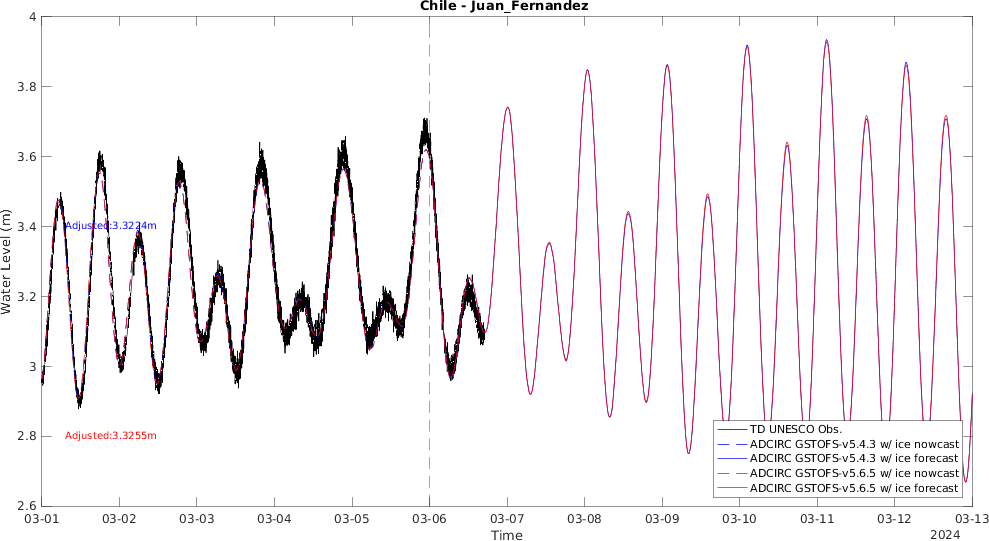 Chile - Juan_Fernandez
Water Level (m)
4
3.8
3.6
3.4
3.2
3
2.8
2.6
Adjusted:3.3224m
Adjusted:3.3255m
TD UNESCO Obs.
ADCIRC GSTOFS-v5.4.3 w/ ice nowcast
ADCIRC GSTOFS-v5.4.3 w/ ice forecast
ADCIRC GSTOFS-v5.6.5 w/ ice nowcast
ADCIRC GSTOFS-v5.6.5 w/ ice forecast
03-01 03-02 03-03 03-04 03-05 03-06 03-07 03-08 03-09 03-10 03-11 03-12 03-13
Time
2024